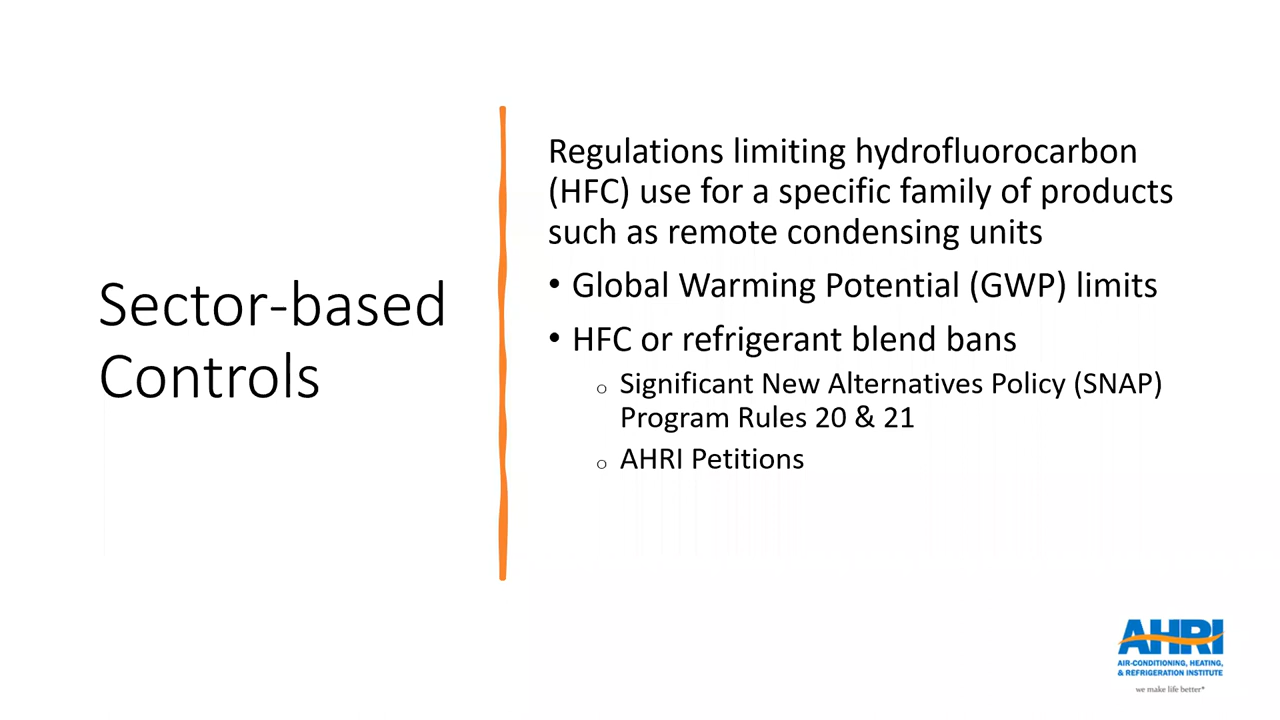 Sector-based
Controls
Regulations limiting hydrofluorocarbon
(HFC) use for a specific family of products
such as remote condensing units
• Global Warming Potential (GWP) limits
• HFC or refrigerant blend bans
o Significant New Alternatives Policy (SNAP)
Program Rules 20 & 21
o AHRI Petitions
AHRI
AIR-CONDITIONING, HEATING,
& REFRIGERATION INSTITUTE
we make life better*